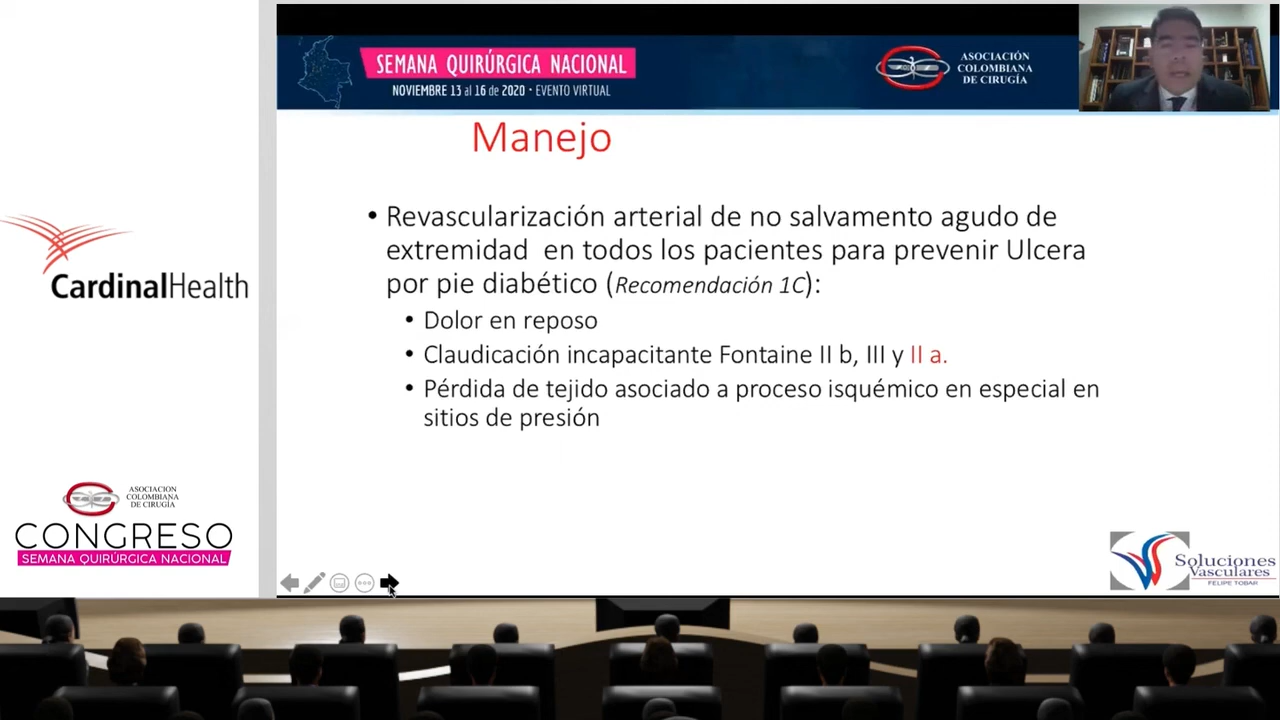 SEMANA QUIRÚRGICA NACIONAL
NOVIEMBRE 13 al 16 de 2020 • EVENTO VIRTUAL
ASOCIACIÓN
COLOMBIANA
DE CIRUGÍA
Manejo
• Revascularización arterial de no salvamento agudo de
extremidad en todos los pacientes para prevenir Ulcera
por pie diabético (Recomendación 1C):
• Dolor en reposo
• Claudicación incapacitante Fontaine II b, III y II a.
• Pérdida de tejido asociado a proceso isquémico en especial en
sitios de presión
CardinalHealth
ASOCIACION
COLOMBIANA
DE CIRUGÍA
CONGRESO
SEMANA QUIRÚRGICA NACIONAL
Soluciones
Vasculares
FELIPE TOBAR